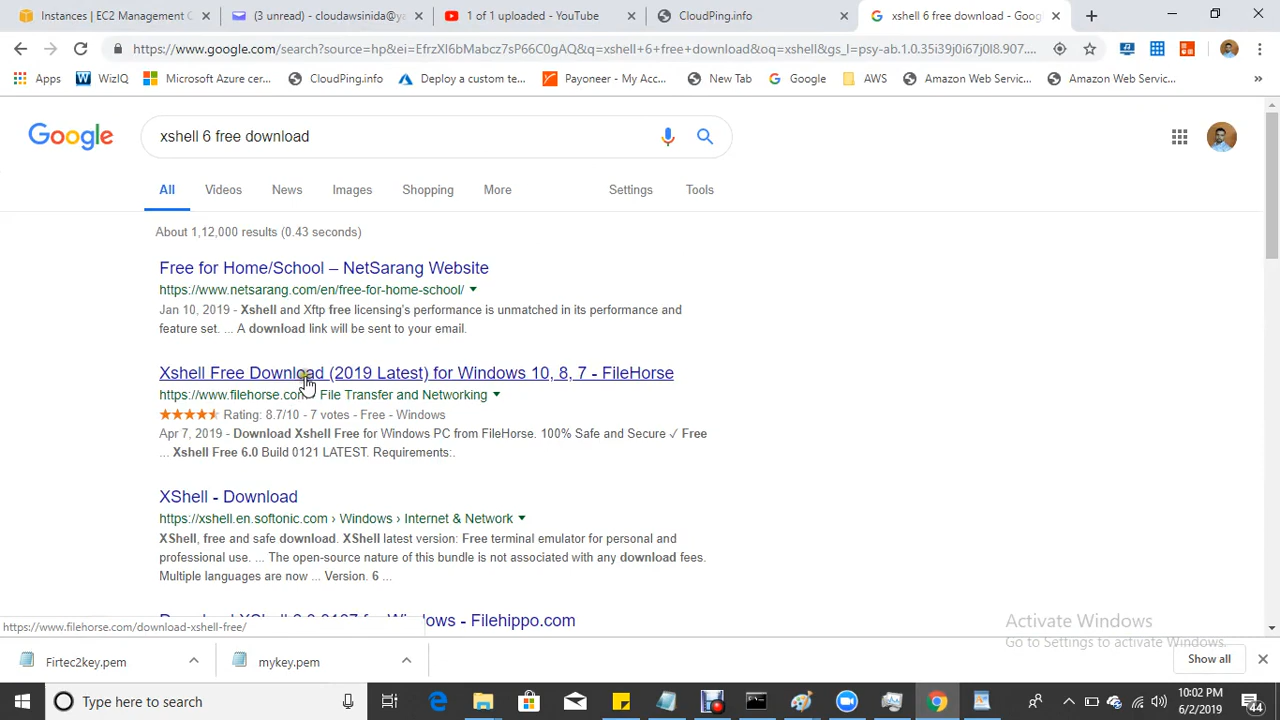 Instances | EC2 Management C
(3 unread) - cloudawsinida@ya
1 of 1 uploaded - YouTube
CloudPing.info
xshell 6 free download - Goog
https://www.google.com/search?source=hp&ei=EfrzXI6bMabcz7sP66C0gAQ&q=xshell+6+free+download&oq=xshell&gs_l=psy-ab.1.0.35i39j0i67j0l8.907....
Apps
WizIQ
Microsoft Azure cer...
CloudPing.info
Deploy a custom te...
Payoneer - My Acc...
New Tab
Google
AWS
Amazon Web Servic...
Amazon Web Servic...
»
Google
xshell 6 free download
All
Videos
News
Images
Shopping
More
Settings
Tools
About 1,12,000 results (0.43 seconds)
Free for Home/School – NetSarang Website
https://www.netsarang.com/en/free-for-home-school/
Jan 10, 2019 - Xshell and Xftp free licensing's performance is unmatched in its performance and
feature set. ... A download link will be sent to your email.
Xshell Free Download (2019 Latest) for Windows 10, 8, 7 - FileHorse
https://www.filehorse.com › File Transfer and Networking
Rating: 8.7/10 - 7 votes - Free - Windows
Apr 7, 2019 - Download Xshell Free for Windows PC from FileHorse. 100% Safe and Secure ✓ Free
... Xshell Free 6.0 Build 0121 LATEST. Requirements:.
XShell - Download
https://xshell.en.softonic.com › Windows › Internet & Network
XShell, free and safe download. XShell latest version: Free terminal emulator for personal and
professional use. ... The open-source nature of this bundle is not associated with any download fees.
Multiple languages are now ... Version. 6 ...
Windows - Filehippo.com
https://www.filehorse.com/download-xshell-free/
Activate Windows
Go to Settings to activate Windows.
Firtec2key.pem
mykey.pem
Show all
Type here to search
10:02 PM
6/2/2019
44